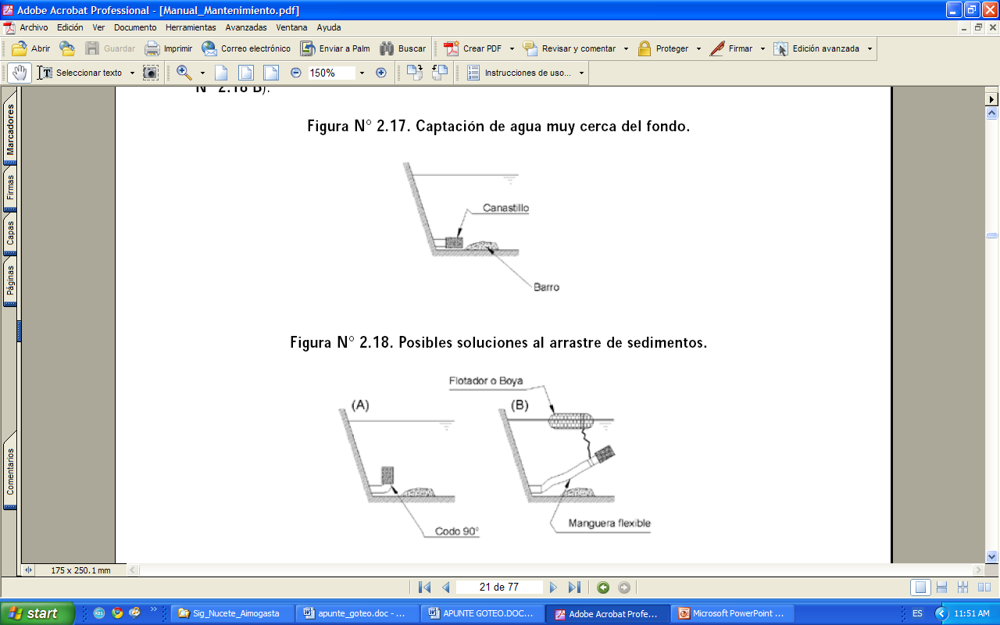 Adobe Acrobat Professional - [Manual_Mantenimiento.pdf]
Archivo Edición Ver Documento Herramientas Avanzadas Ventana Ayuda
Abrir Guardar Imprimir Correo electrónico Enviar a Palm Buscar Crear PDF Revisar y comentar Proteger Firmar Edición avanzada
Seleccionar texto 150% Instrucciones de uso...
Marcadores
Firmas
Capas
Páginas
Comentarios
N° 2.18 B).
Figura N° 2.17. Captación de agua muy cerca del fondo.
Canastillo
Barro
Figura N° 2.18. Posibles soluciones al arrastre de sedimentos.
Flotador o Boya
(A) (B)
Manguera flexible
Codo 90°
175 x 250.1 mm
21 de 77
start Sig_Nucete_Aimogasta apunte_goteo.doc - ... APUNTE GOTEO.DOC... Adobe Acrobat Profe... Microsoft PowerPoint ... ES 11:51 AM